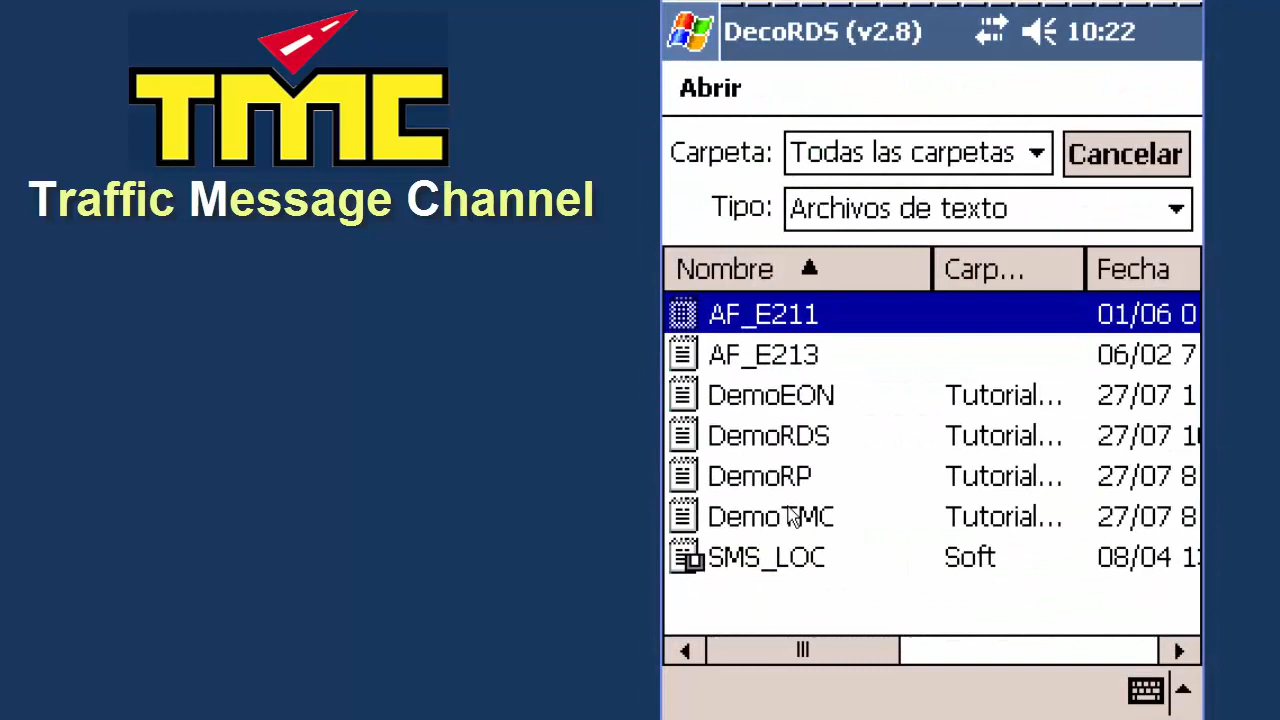 TMC
Traffic Message Channel
DecoRDS (v2.8) 10:22
Abrir
Carpeta: Todas las carpetas Cancelar
Tipo: Archivos de texto
Nombre Carp... Fecha
AF_E211 01/06 0
AF_E213 06/02 7
DemoEON Tutorial... 27/07 1
DemoRDS Tutorial... 27/07 1
DemoRP Tutorial... 27/07 8
DemoTMC Tutorial... 27/07 8
SMS_LOC Soft 08/04 1